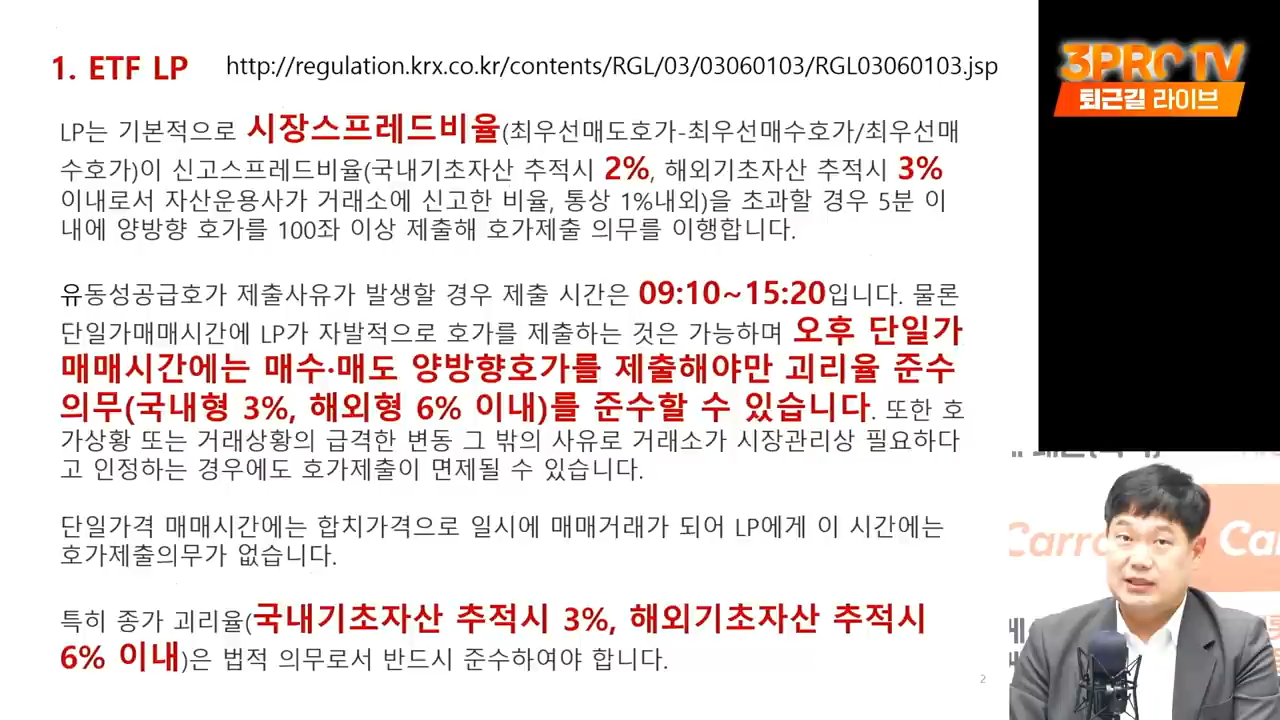 1. ETF LP http://regulation.krx.co.kr/contents/RGL/03/03060103/RGL03060103.jsp
3PRO TV
퇴근길 라이브
LP는 기본적으로 시장스프레드비율(최우선매도호가-최우선매수호가/최우선매
수호가)이 신고스프레드비율(국내기초자산 추적시 2%, 해외기초자산 추적시 3%
이내로서 자산운용사가 거래소에 신고한 비율, 통상 1%내외)을 초과할 경우 5분 이
내에 양방향 호가를 100좌 이상 제출해 호가제출 의무를 이행합니다.
유동성공급호가 제출사유가 발생할 경우 제출 시간은 09:10~15:20입니다. 물론
단일가매매시간에 LP가 자발적으로 호가를 제출하는 것은 가능하며 오후 단일가
매매시간에는 매수·매도 양방향호가를 제출해야만 괴리율 준수
의무(국내형 3%, 해외형 6% 이내)를 준수할 수 있습니다. 또한 호
가상황 또는 거래상황의 급격한 변동 그 밖의 사유로 거래소가 시장관리상 필요하다
고 인정하는 경우에도 호가제출이 면제될 수 있습니다.
단일가격 매매시간에는 합치가격으로 일시에 매매거래가 되어 LP에게 이 시간에는
호가제출의무가 없습니다.
특히 종가 괴리율(국내기초자산 추적시 3%, 해외기초자산 추적시
6% 이내)은 법적 의무로서 반드시 준수하여야 합니다.
2
Carro
Ca